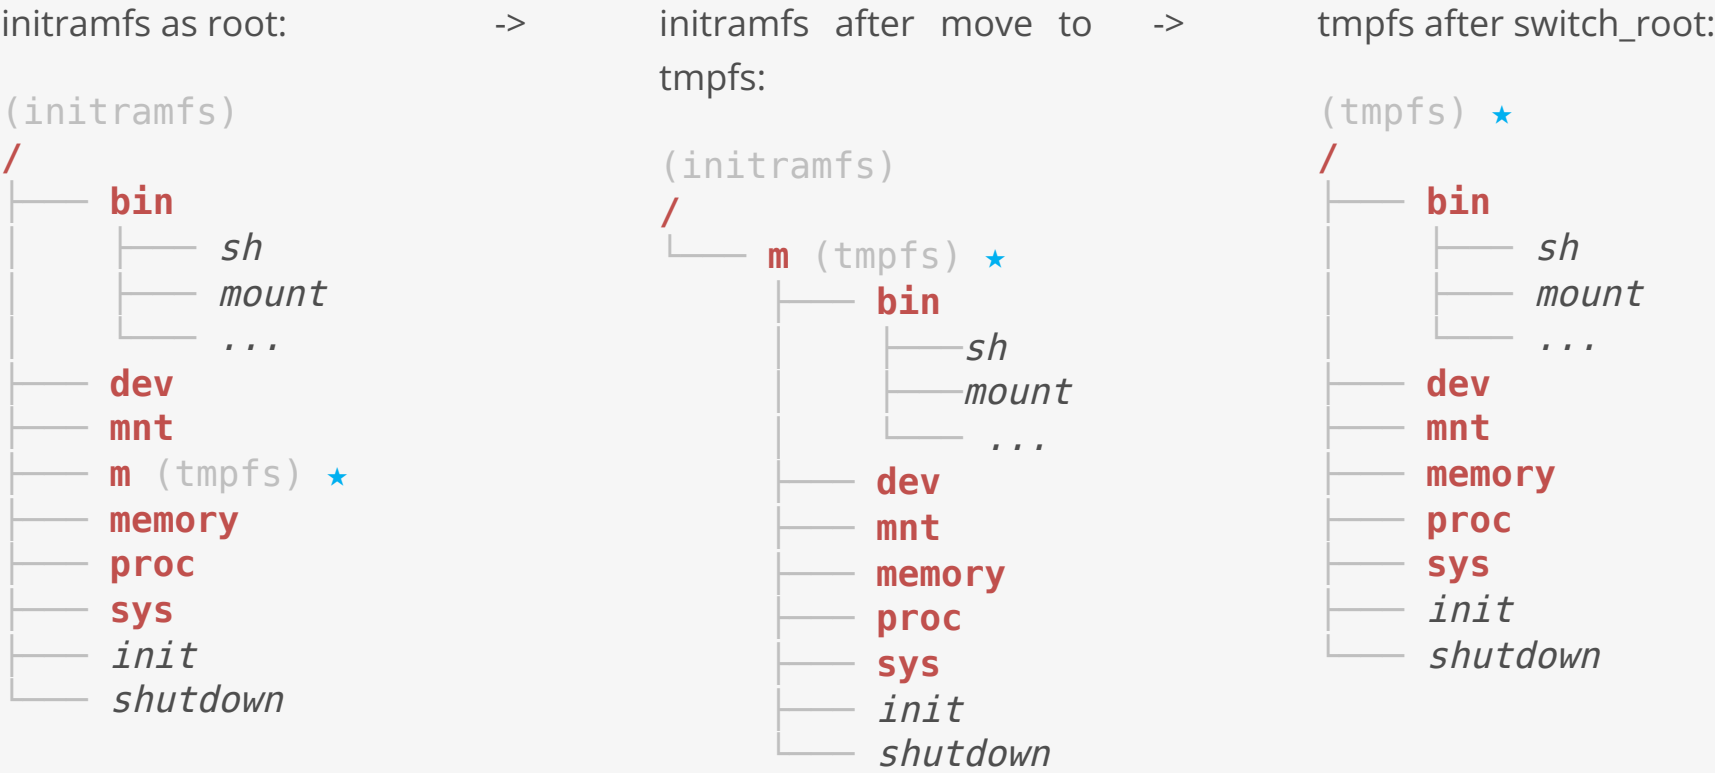 initramfs as root:
(initramfs)
/
bin
sh
mount
...
dev
mnt
m (tmpfs) ★
memory
proc
sys
init
shutdown
->
initramfs after move to
tmpfs:
(initramfs)
/
m (tmpfs) ★
bin
sh
mount
...
dev
mnt
memory
proc
sys
init
shutdown
->
tmpfs after switch_root:
(tmpfs) ★
/
bin
sh
mount
...
dev
mnt
memory
proc
sys
init
shutdown